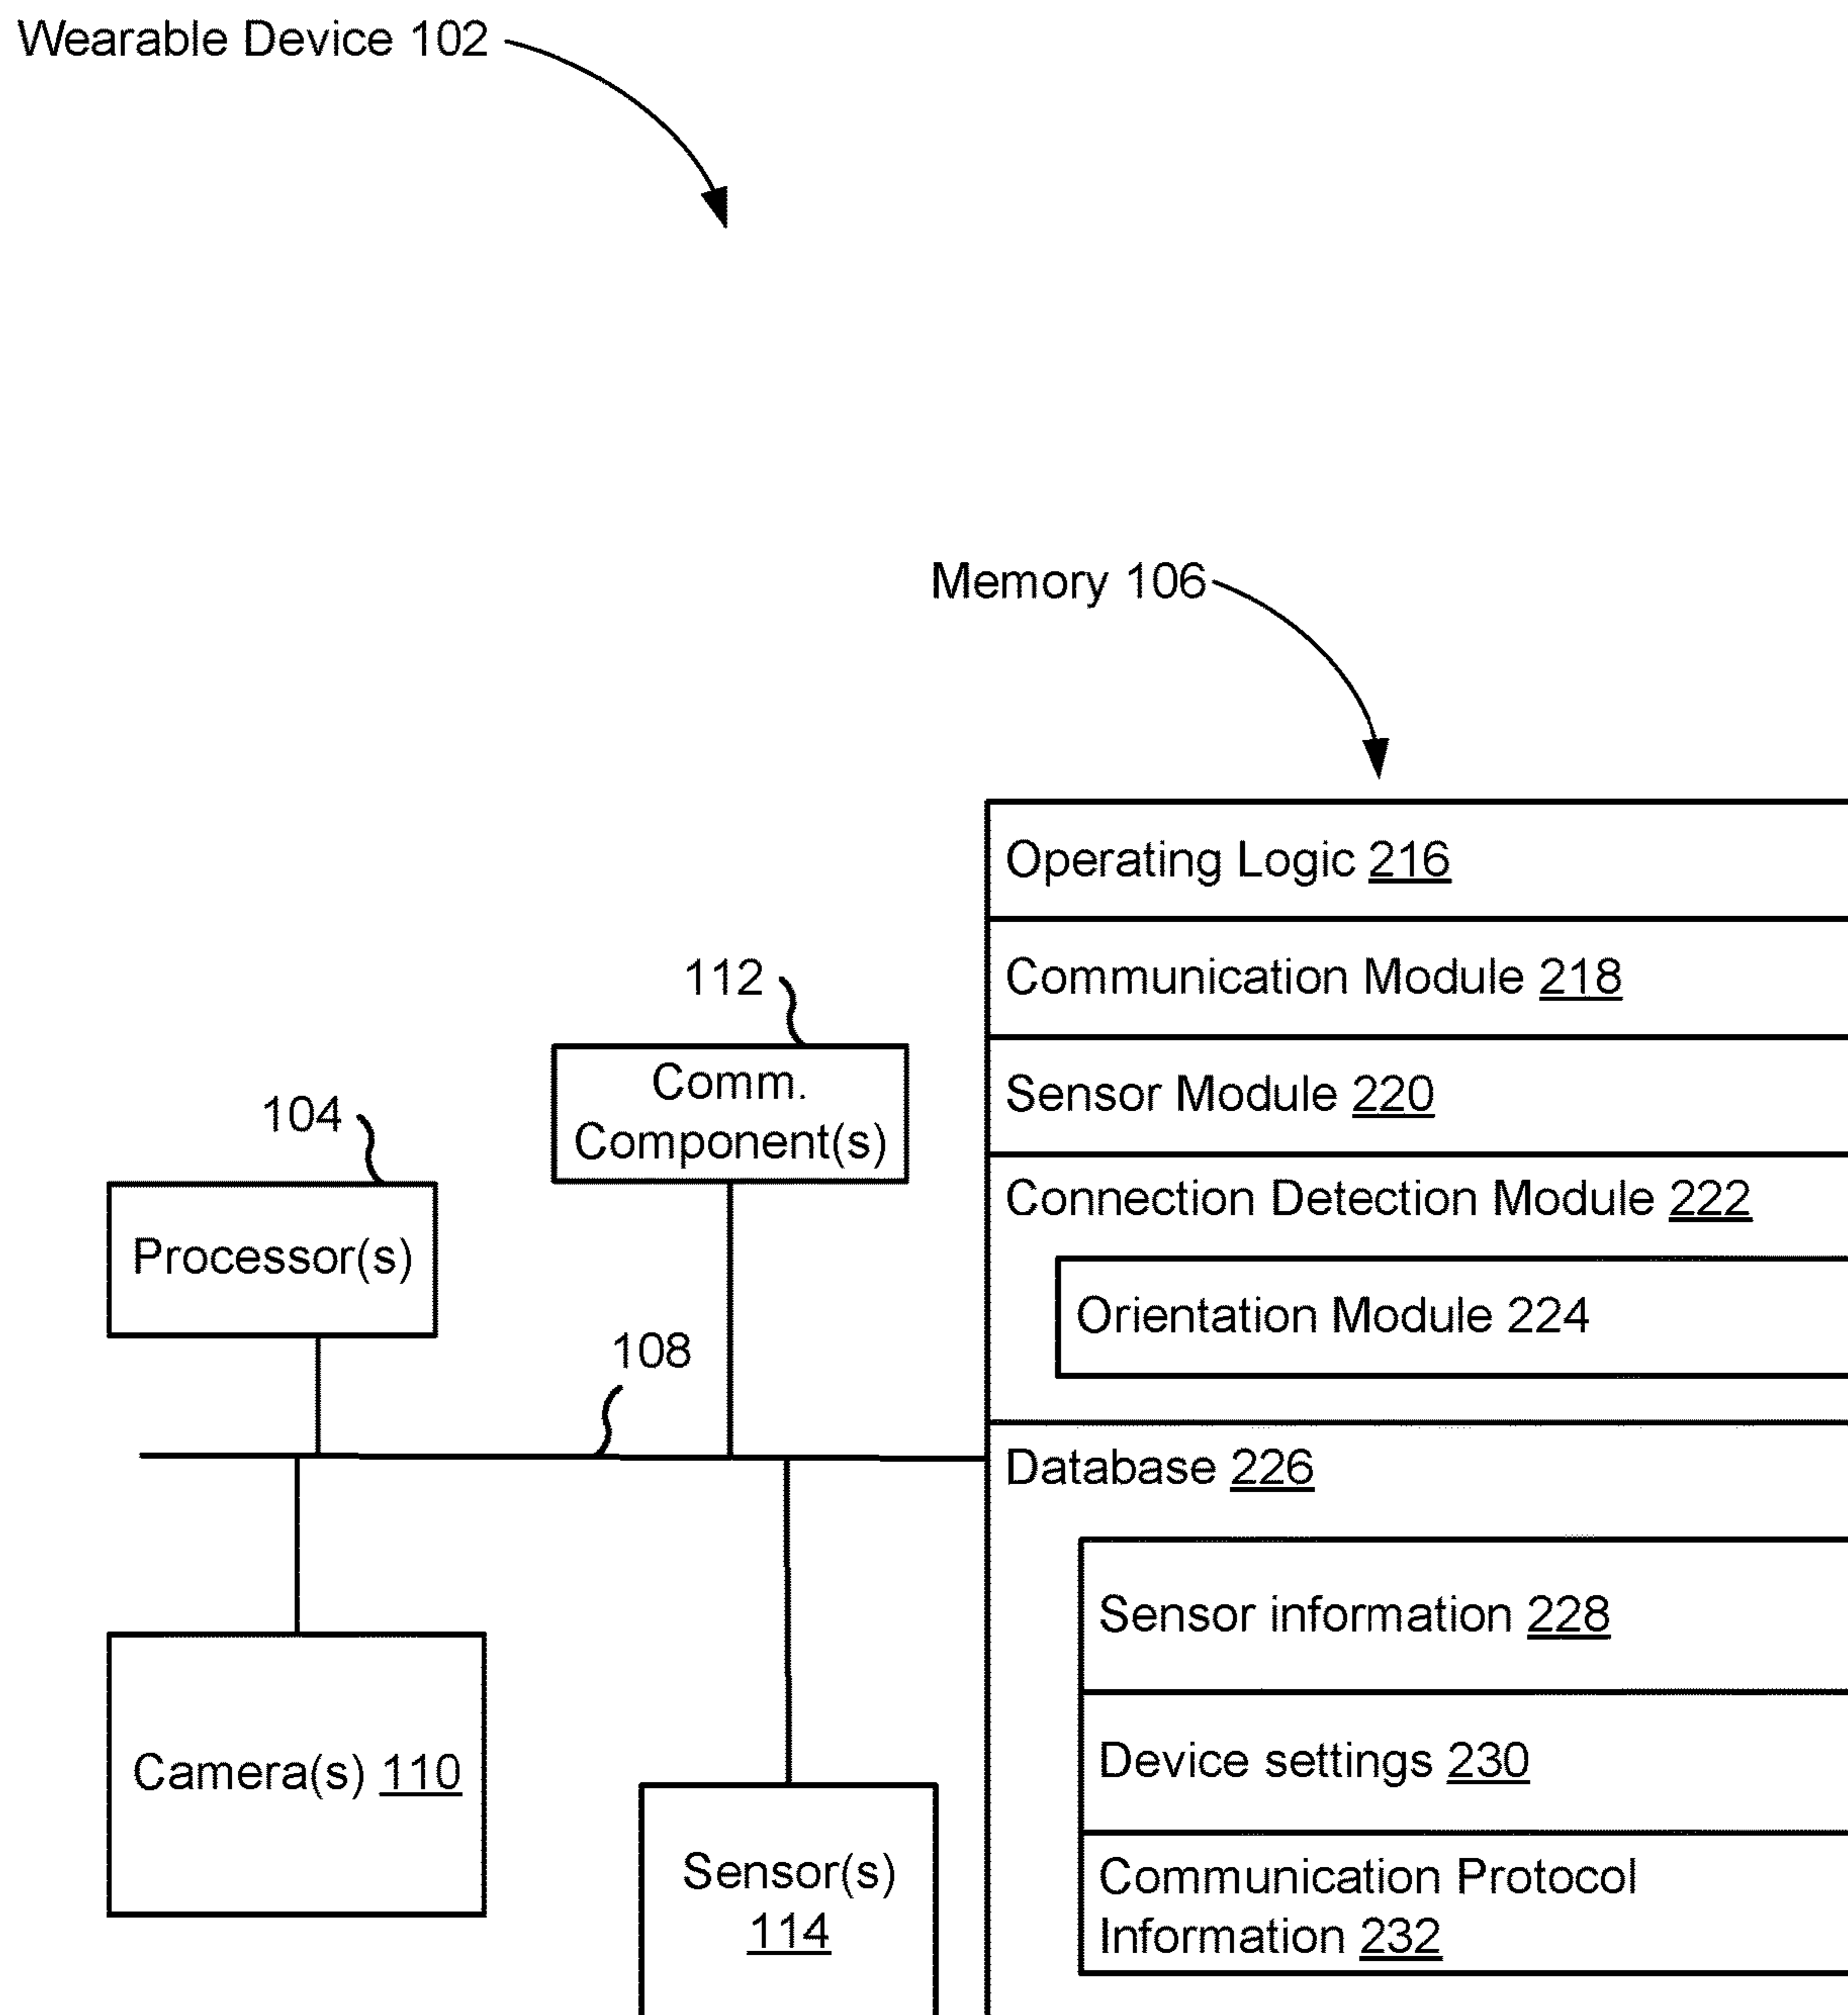 Wearable Device 102
Memory 106
Operating Logic 216
Communication Module 218
Sensor Module 220
Connection Detection Module 222
Orientation Module 224
Database 226
Sensor information 228
Device settings 230
Communication Protocol
Information 232
112
Comm.
Component(s)
104
Processor(s)
108
Camera(s) 110
Sensor(s)
114